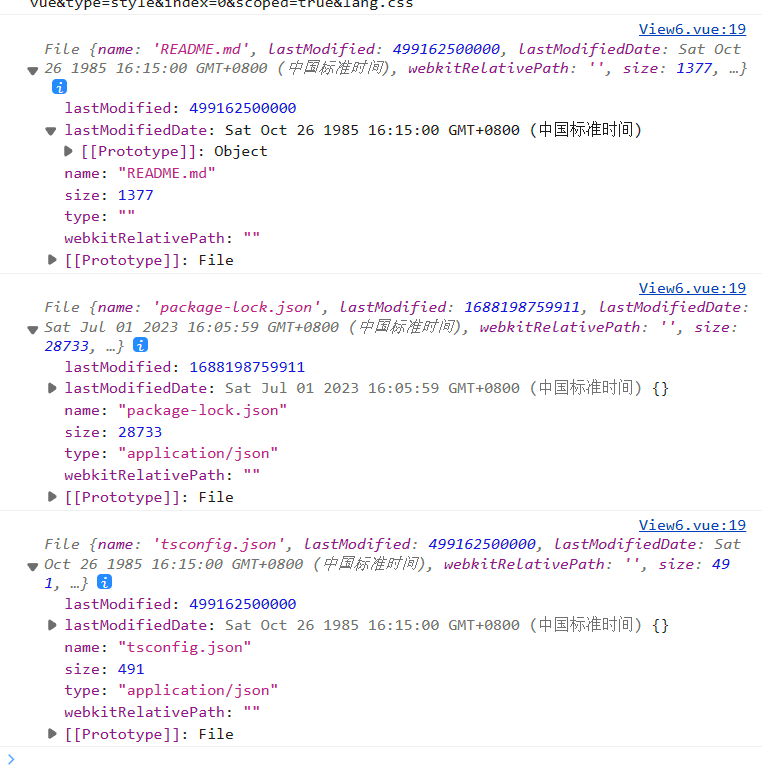 vue&type=style&index=0&scoped=true&lang.css
View6.vue:19
File {name: 'README.md', lastModified: 499162500000, lastModifiedDate: Sat Oct
26 1985 16:15:00 GMT+0800 (中国标准时间), webkitRelativePath: '', size: 1377, …}
i
lastModified: 499162500000
lastModifiedDate: Sat Oct 26 1985 16:15:00 GMT+0800 (中国标准时间)
[[Prototype]]: Object
name: "README.md"
size: 1377
type: ""
webkitRelativePath: ""
[[Prototype]]: File
View6.vue:19
File {name: 'package-lock.json', lastModified: 1688198759911, lastModifiedDate:
Sat Jul 01 2023 16:05:59 GMT+0800 (中国标准时间), webkitRelativePath: '', size:
28733, …} i
lastModified: 1688198759911
lastModifiedDate: Sat Jul 01 2023 16:05:59 GMT+0800 (中国标准时间) {}
name: "package-lock.json"
size: 28733
type: "application/json"
webkitRelativePath: ""
[[Prototype]]: File
View6.vue:19
File {name: 'tsconfig.json', lastModified: 499162500000, lastModifiedDate: Sat
Oct 26 1985 16:15:00 GMT+0800 (中国标准时间), webkitRelativePath: '', size: 49
1, …} i
lastModified: 499162500000
lastModifiedDate: Sat Oct 26 1985 16:15:00 GMT+0800 (中国标准时间) {}
name: "tsconfig.json"
size: 491
type: "application/json"
webkitRelativePath: ""
[[Prototype]]: File